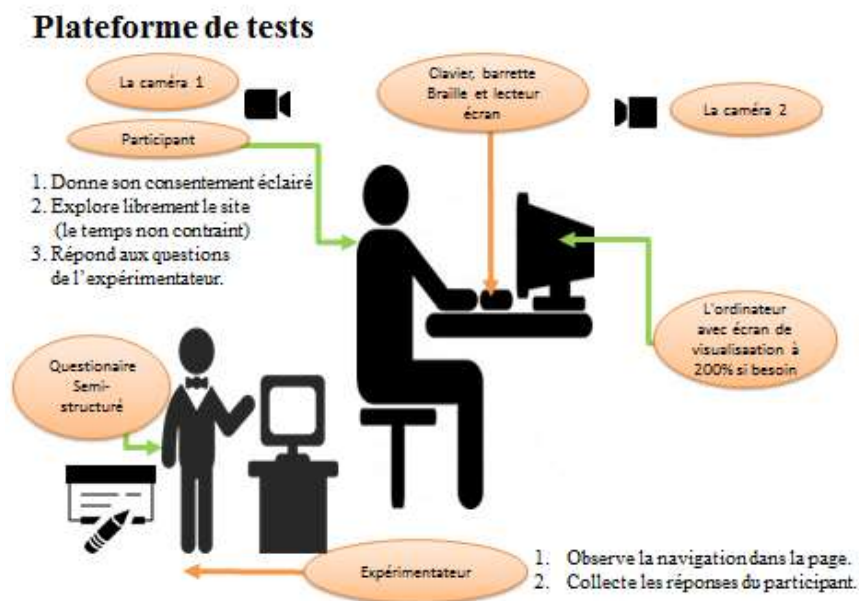 Plateforme de tests
La caméra 1
Clavier, barrette
Braille et lecteur
écran
La caméra 2
Participant
1. Donne son consentement éclairé
2. Explore librement le site
(le temps non contraint)
3. Répond aux questions
de l'expérimentateur.
L'ordinateur
avec écran de
visualisaation à
200% si besoin
Questionaire
Semi-
structuré
Expérimentateur
1. Observe la navigation dans la page.
2. Collecte les réponses du participant.